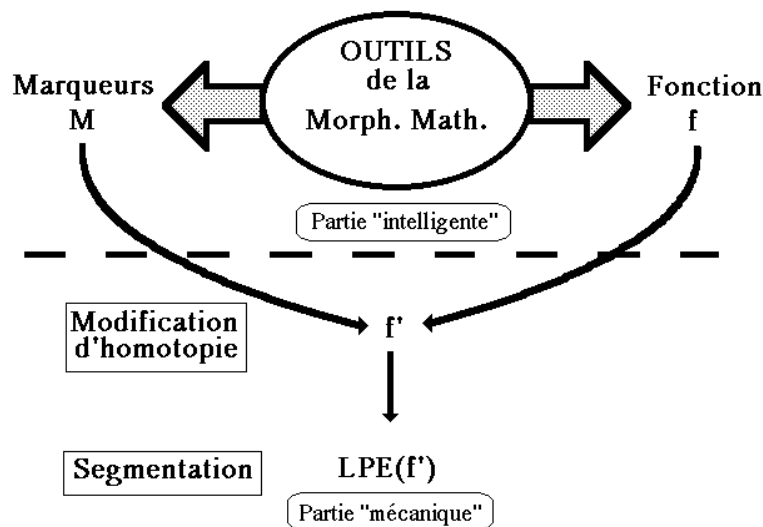 OUTILS
de la
Morph. Math.
Marqueurs
M
Fonction
f
Partie "intelligente"
Modification
d'homotopie
f'
Segmentation
LPE(f')
Partie "mécanique"